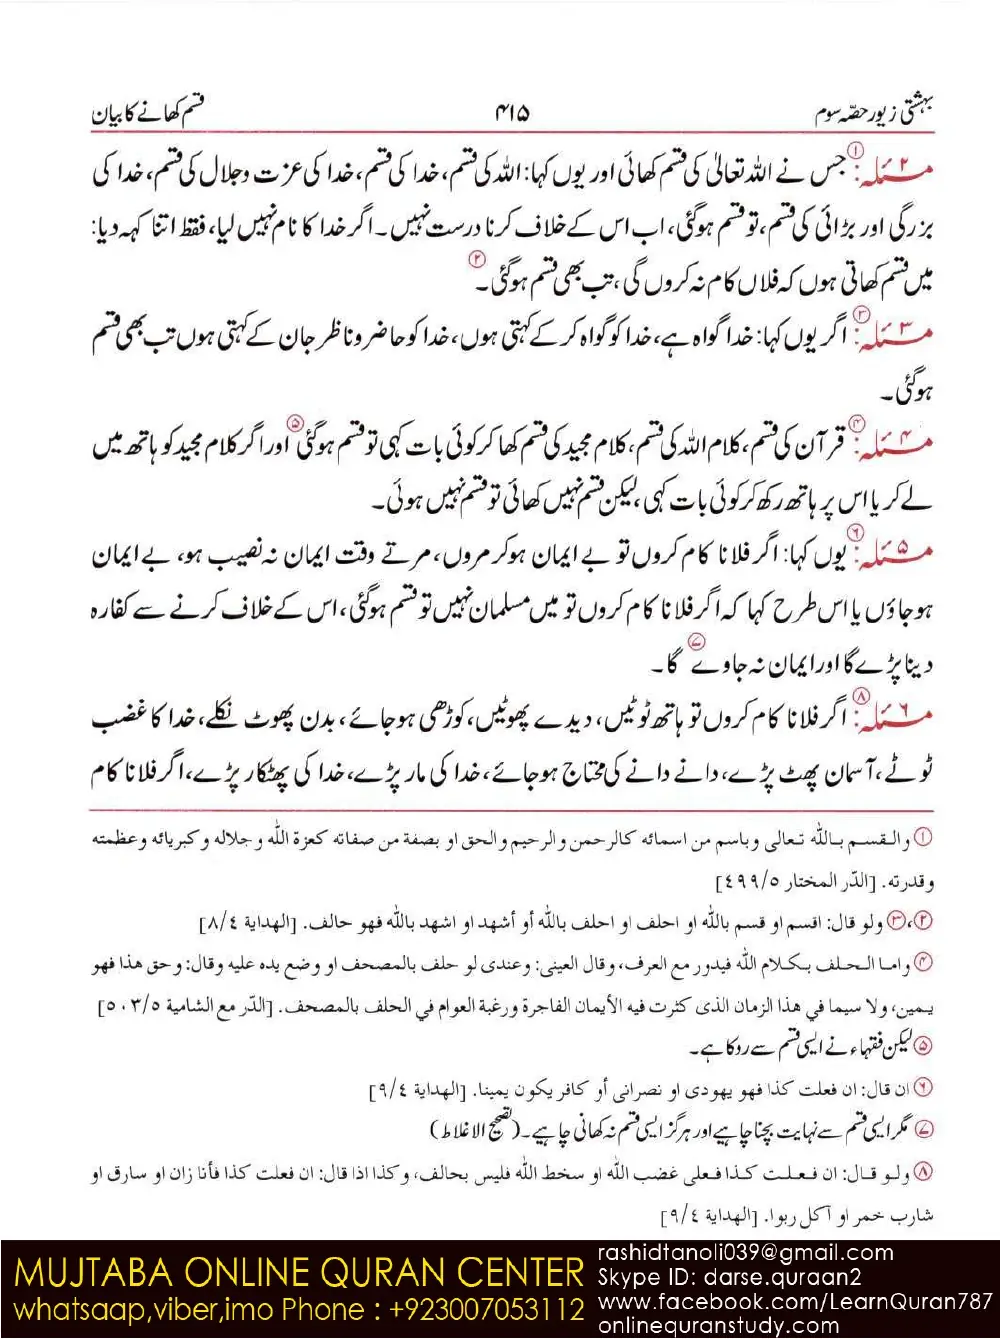 بہشتی زیور حصّہ سوم ۴۱۵ قسم کھانے کا بیان
مسئلہ ۲:① جس نے اللہ تعالیٰ کی قسم کھائی اور یوں کہا: اللہ کی قسم، خدا کی قسم، خدا کی عزت وجلال کی قسم، خدا کی
بزرگی اور بڑائی کی قسم، تو قسم ہوگئی، اب اس کے خلاف کرنا درست نہیں۔ اگر خدا کا نام نہیں لیا، فقط اتنا کہہ دیا:
میں قسم کھاتی ہوں کہ فلاں کام نہ کروں گی، تب بھی قسم ہوگئی۔②
مسئلہ ۳:③ اگر یوں کہا: خدا گواہ ہے، خدا کو گواہ کر کے کہتی ہوں، خدا کو حاضر وناظر جان کے کہتی ہوں تب بھی قسم
ہوگئی۔
مسئلہ ۴:④ قرآن کی قسم، کلام اللہ کی قسم، کلام مجید کی قسم کھا کر کوئی بات کہی تو قسم ہوگئی⑤ اور اگر کلام مجید کو ہاتھ میں
لے کر یا اس پر ہاتھ رکھ کر کوئی بات کہی، لیکن قسم نہیں کھائی تو قسم نہیں ہوئی۔
مسئلہ ۵:⑥ یوں کہا: اگر فلانا کام کروں تو بے ایمان ہوکر مروں، مرتے وقت ایمان نہ نصیب ہو، بے ایمان
ہوجاؤں یا اس طرح کہا کہ اگر فلانا کام کروں تو میں مسلمان نہیں تو قسم ہوگئی، اس کے خلاف کرنے سے کفارہ
دینا پڑے گا اور ایمان نہ جاوے⑦ گا۔
مسئلہ ۶:⑧ اگر فلانا کام کروں تو ہاتھ ٹوٹیں، دیدے پھوٹیں، کوڑھی ہوجائے، بدن پھوٹ نکلے، خدا کا غضب
ٹوٹے، آسمان پھٹ پڑے، دانے دانے کی محتاج ہوجائے، خدا کی مار پڑے، خدا کی پھٹکار پڑے، اگر فلانا کام
① والقسم بالله تعالى وباسم من اسمائه كالرحمن والرحيم والحق او بصفة من صفاته كعزة الله وجلاله وكبريائه وعظمته
وقدرته. [الدّر المختار ٤٩٩/٥]
②،③ ولو قال: اقسم او قسم بالله او احلف او احلف بالله أو أشهد او اشهد بالله فهو حالف. [الهداية ٨/٤]
④ واما الحلف بكلام الله فيدور مع العرف، وقال العينى: وعندى لو حلف بالمصحف او وضع يده عليه وقال: وحق هذا فهو
يمين، ولا سيما في هذا الزمان الذى كثرت فيه الأيمان الفاجرة ورغبة العوام في الحلف بالمصحف. [الدّر مع الشامية ٥٠٣/٥]
⑤ لیکن فقہاء نے ایسی قسم سے روکا ہے۔
⑥ ان قال: ان فعلت كذا فهو يهودى او نصرانى أو كافر يكون يمينا. [الهداية ٩/٤]
⑦ مگر ایسی قسم سے نہایت بچنا چاہیے اور ہرگز ایسی قسم نہ کھانی چاہیے۔ (تصحیح الاغلاط)
⑧ ولو قال: ان فعلت كذا فعلى غضب الله او سخط الله فليس بحالف، وكذا اذا قال: ان فعلت كذا فأنا زان او سارق او
شارب خمر او آكل ربوا. [الهداية ٩/٤]
MUJTABA ONLINE QURAN CENTER
whatsaap,viber,imo Phone : +923007053112
rashidtanoli039@gmail.com
Skype ID: darse.quraan2
www.facebook.com/LearnQuran787
onlinequranstudy.com